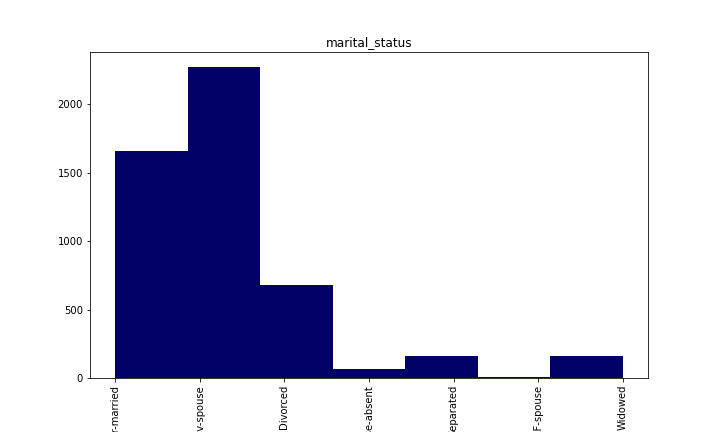 marital_status
2000
1500
1000
500
0
r-married
v-spouse
Divorced
e-absent
eparated
F-spouse
Widowed